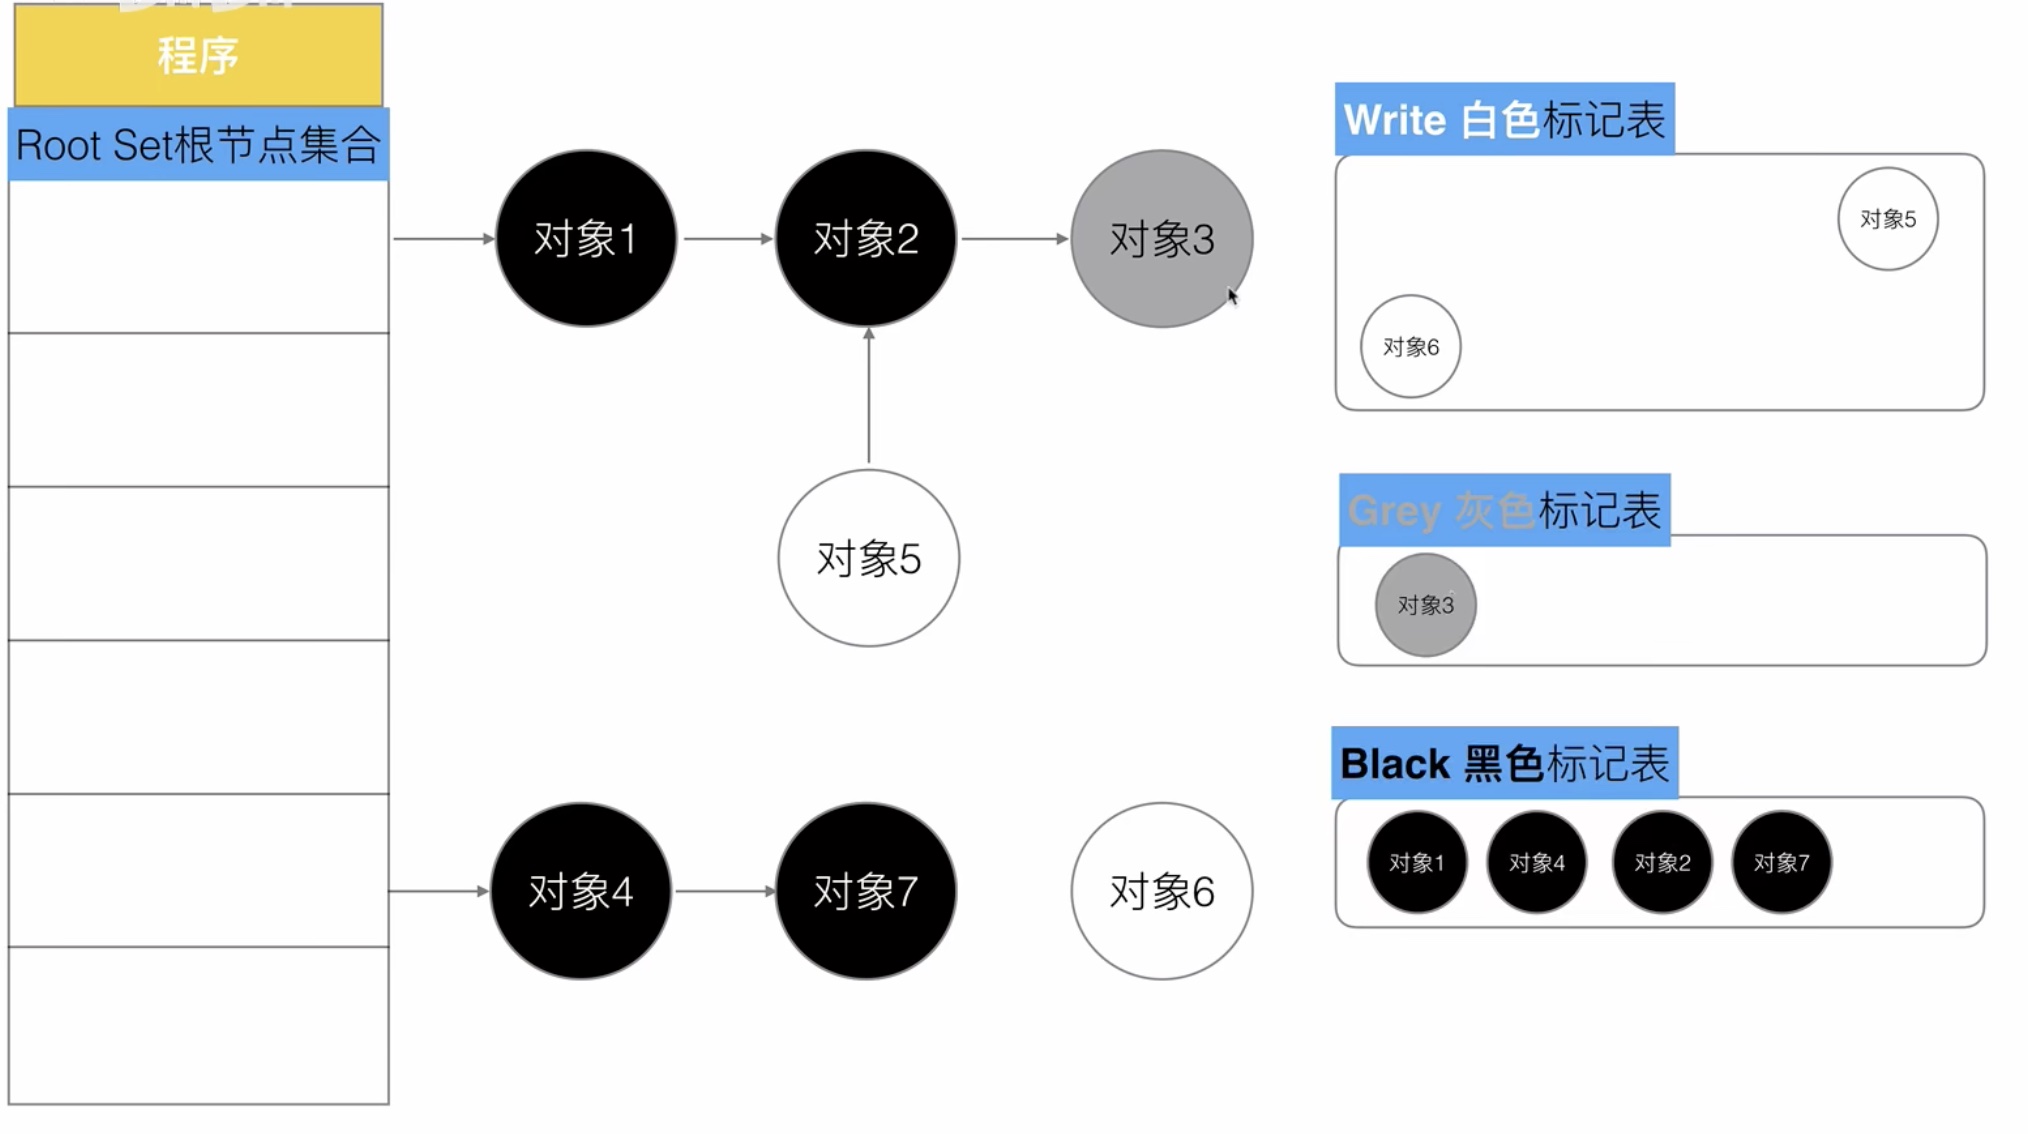 程序
Root Set根节点集合
对象1
对象2
对象3
对象5
对象4
对象7
对象6
Write 白色标记表
对象5
对象6
Grey 灰色标记表
对象3
Black 黑色标记表
对象1
对象4
对象2
对象7